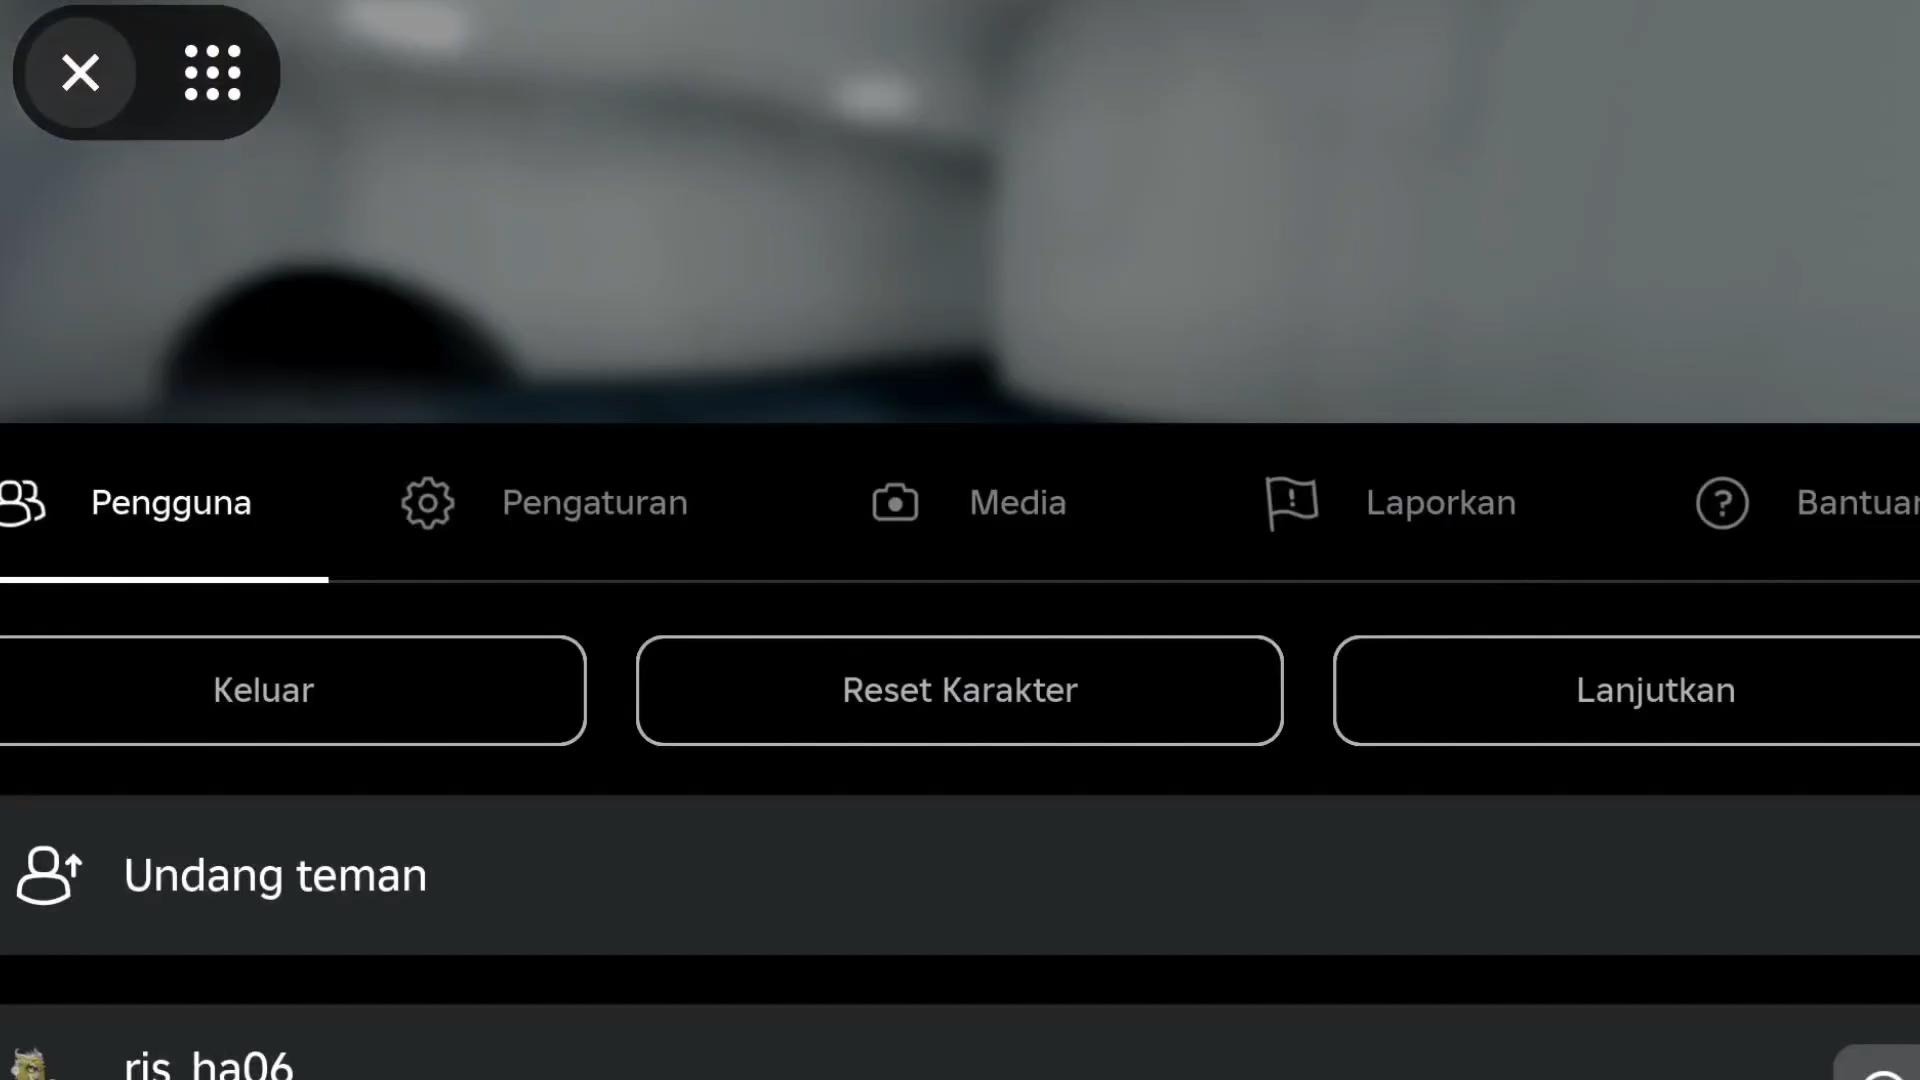 Pengguna
Pengaturan
Media
Laporkan
Bantuan
Keluar
Reset Karakter
Lanjutkan
Undang teman
ris_ha06